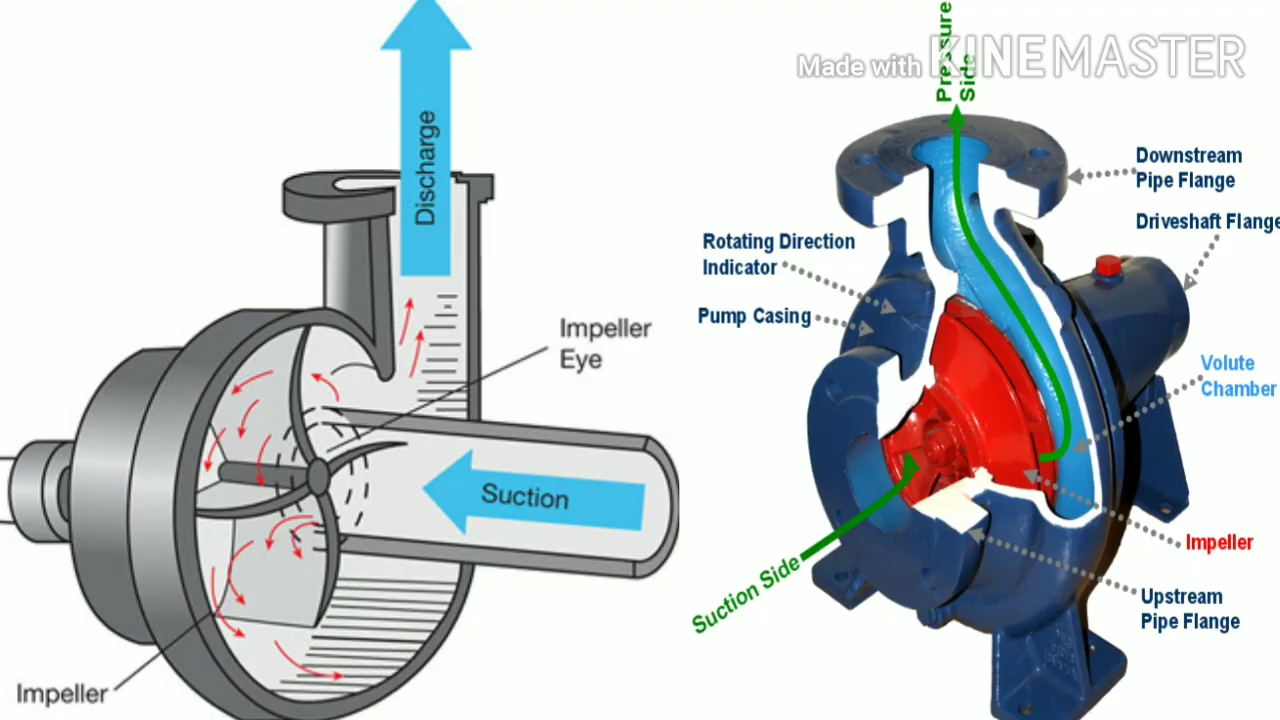 Discharge
Impeller
Eye
Suction
Impeller
Made with KINEMASTER
Pressure
Side
Downstream
Pipe Flange
Driveshaft Flange
Rotating Direction
Indicator
Pump Casing
Volute
Chamber
Impeller
Suction Side
Upstream
Pipe Flange